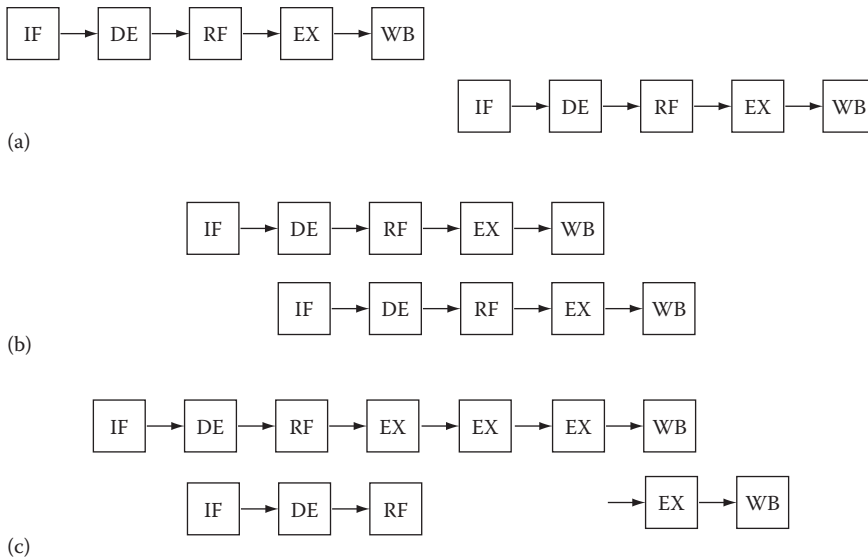 IF DE RF EX WB
IF DE RF EX WB
(a)
IF DE RF EX WB
IF DE RF EX WB
(b)
IF DE RF EX EX EX WB
IF DE RF EX WB
(c)